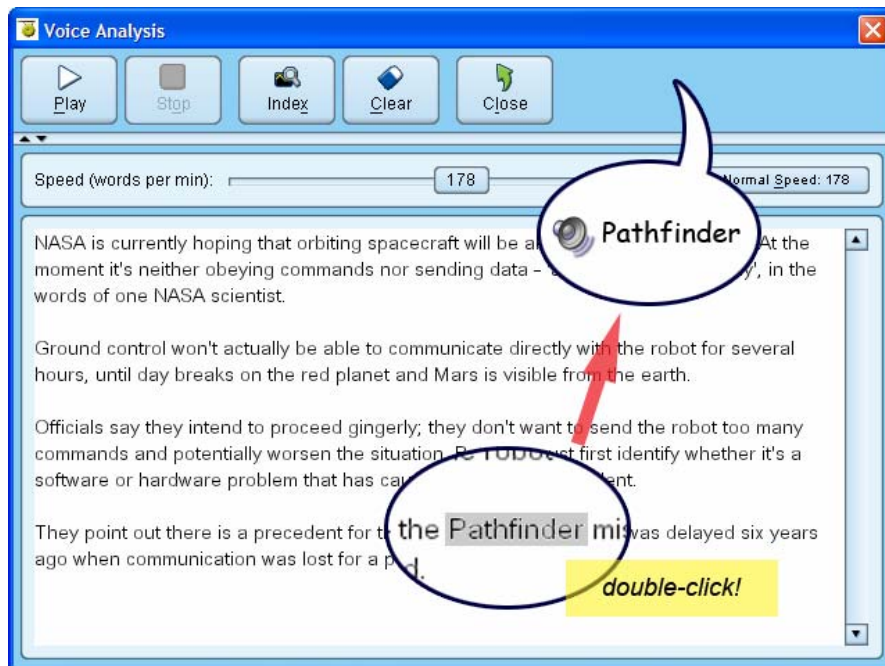 Voice Analysis
Play Stop Index Clear Close
Speed (words per min): 178 Normal Speed: 178
Pathfinder
NASA is currently hoping that orbiting spacecraft will be At the
moment it's neither obeying commands nor sending data – in the
words of one NASA scientist.
Ground control won't actually be able to communicate directly with the robot for several
hours, until day breaks on the red planet and Mars is visible from the earth.
Officials say they intend to proceed gingerly; they don't want to send the robot too many
commands and potentially worsen the situation. robot first identify whether it's a
software or hardware problem that has
They point out there is a precedent for the Pathfinder was delayed six years
ago when communication was lost for a
double-click!